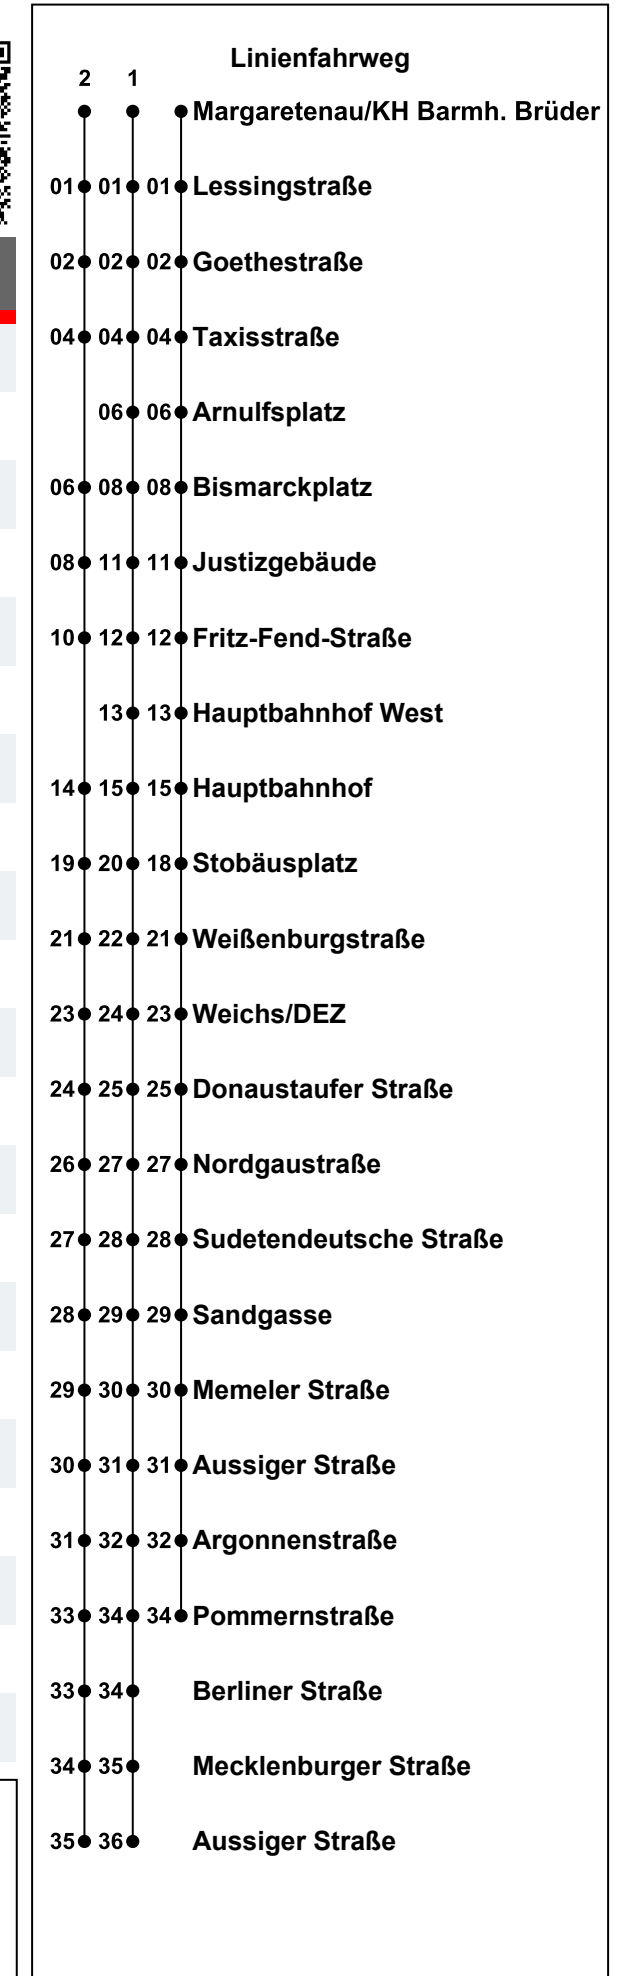 Linienfahrweg
2 1
Margaretenau/KH Barmh. Brüder
01 01 01 Lessingstraße
02 02 02 Goethestraße
04 04 04 Taxisstraße
06 06 Arnulfsplatz
06 08 08 Bismarckplatz
08 11 11 Justizgebäude
10 12 12 Fritz-Fend-Straße
13 13 Hauptbahnhof West
14 15 15 Hauptbahnhof
19 20 18 Stobäusplatz
21 22 21 Weißenburgstraße
23 24 23 Weichs/DEZ
24 25 25 Donaustaufer Straße
26 27 27 Nordgaustraße
27 28 28 Sudetendeutsche Straße
28 29 29 Sandgasse
29 30 30 Memeler Straße
30 31 31 Aussiger Straße
31 32 32 Argonnenstraße
33 34 34 Pommernstraße
33 34 Berliner Straße
34 35 Mecklenburger Straße
35 36 Aussiger Straße